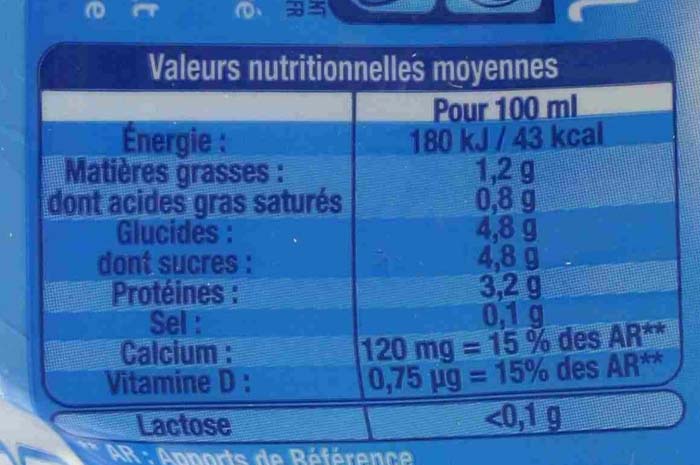 Valeurs nutritionnelles moyennes
Pour 100 ml
Énergie : 180 kJ / 43 kcal
Matières grasses : 1,2 g
dont acides gras saturés 0,8 g
Glucides : 4,8 g
dont sucres : 4,8 g
Protéines : 3,2 g
Sel : 0,1 g
Calcium : 120 mg = 15 % des AR**
Vitamine D : 0,75 µg = 15% des AR**
Lactose <0,1 g
** AR : Apports de Référence